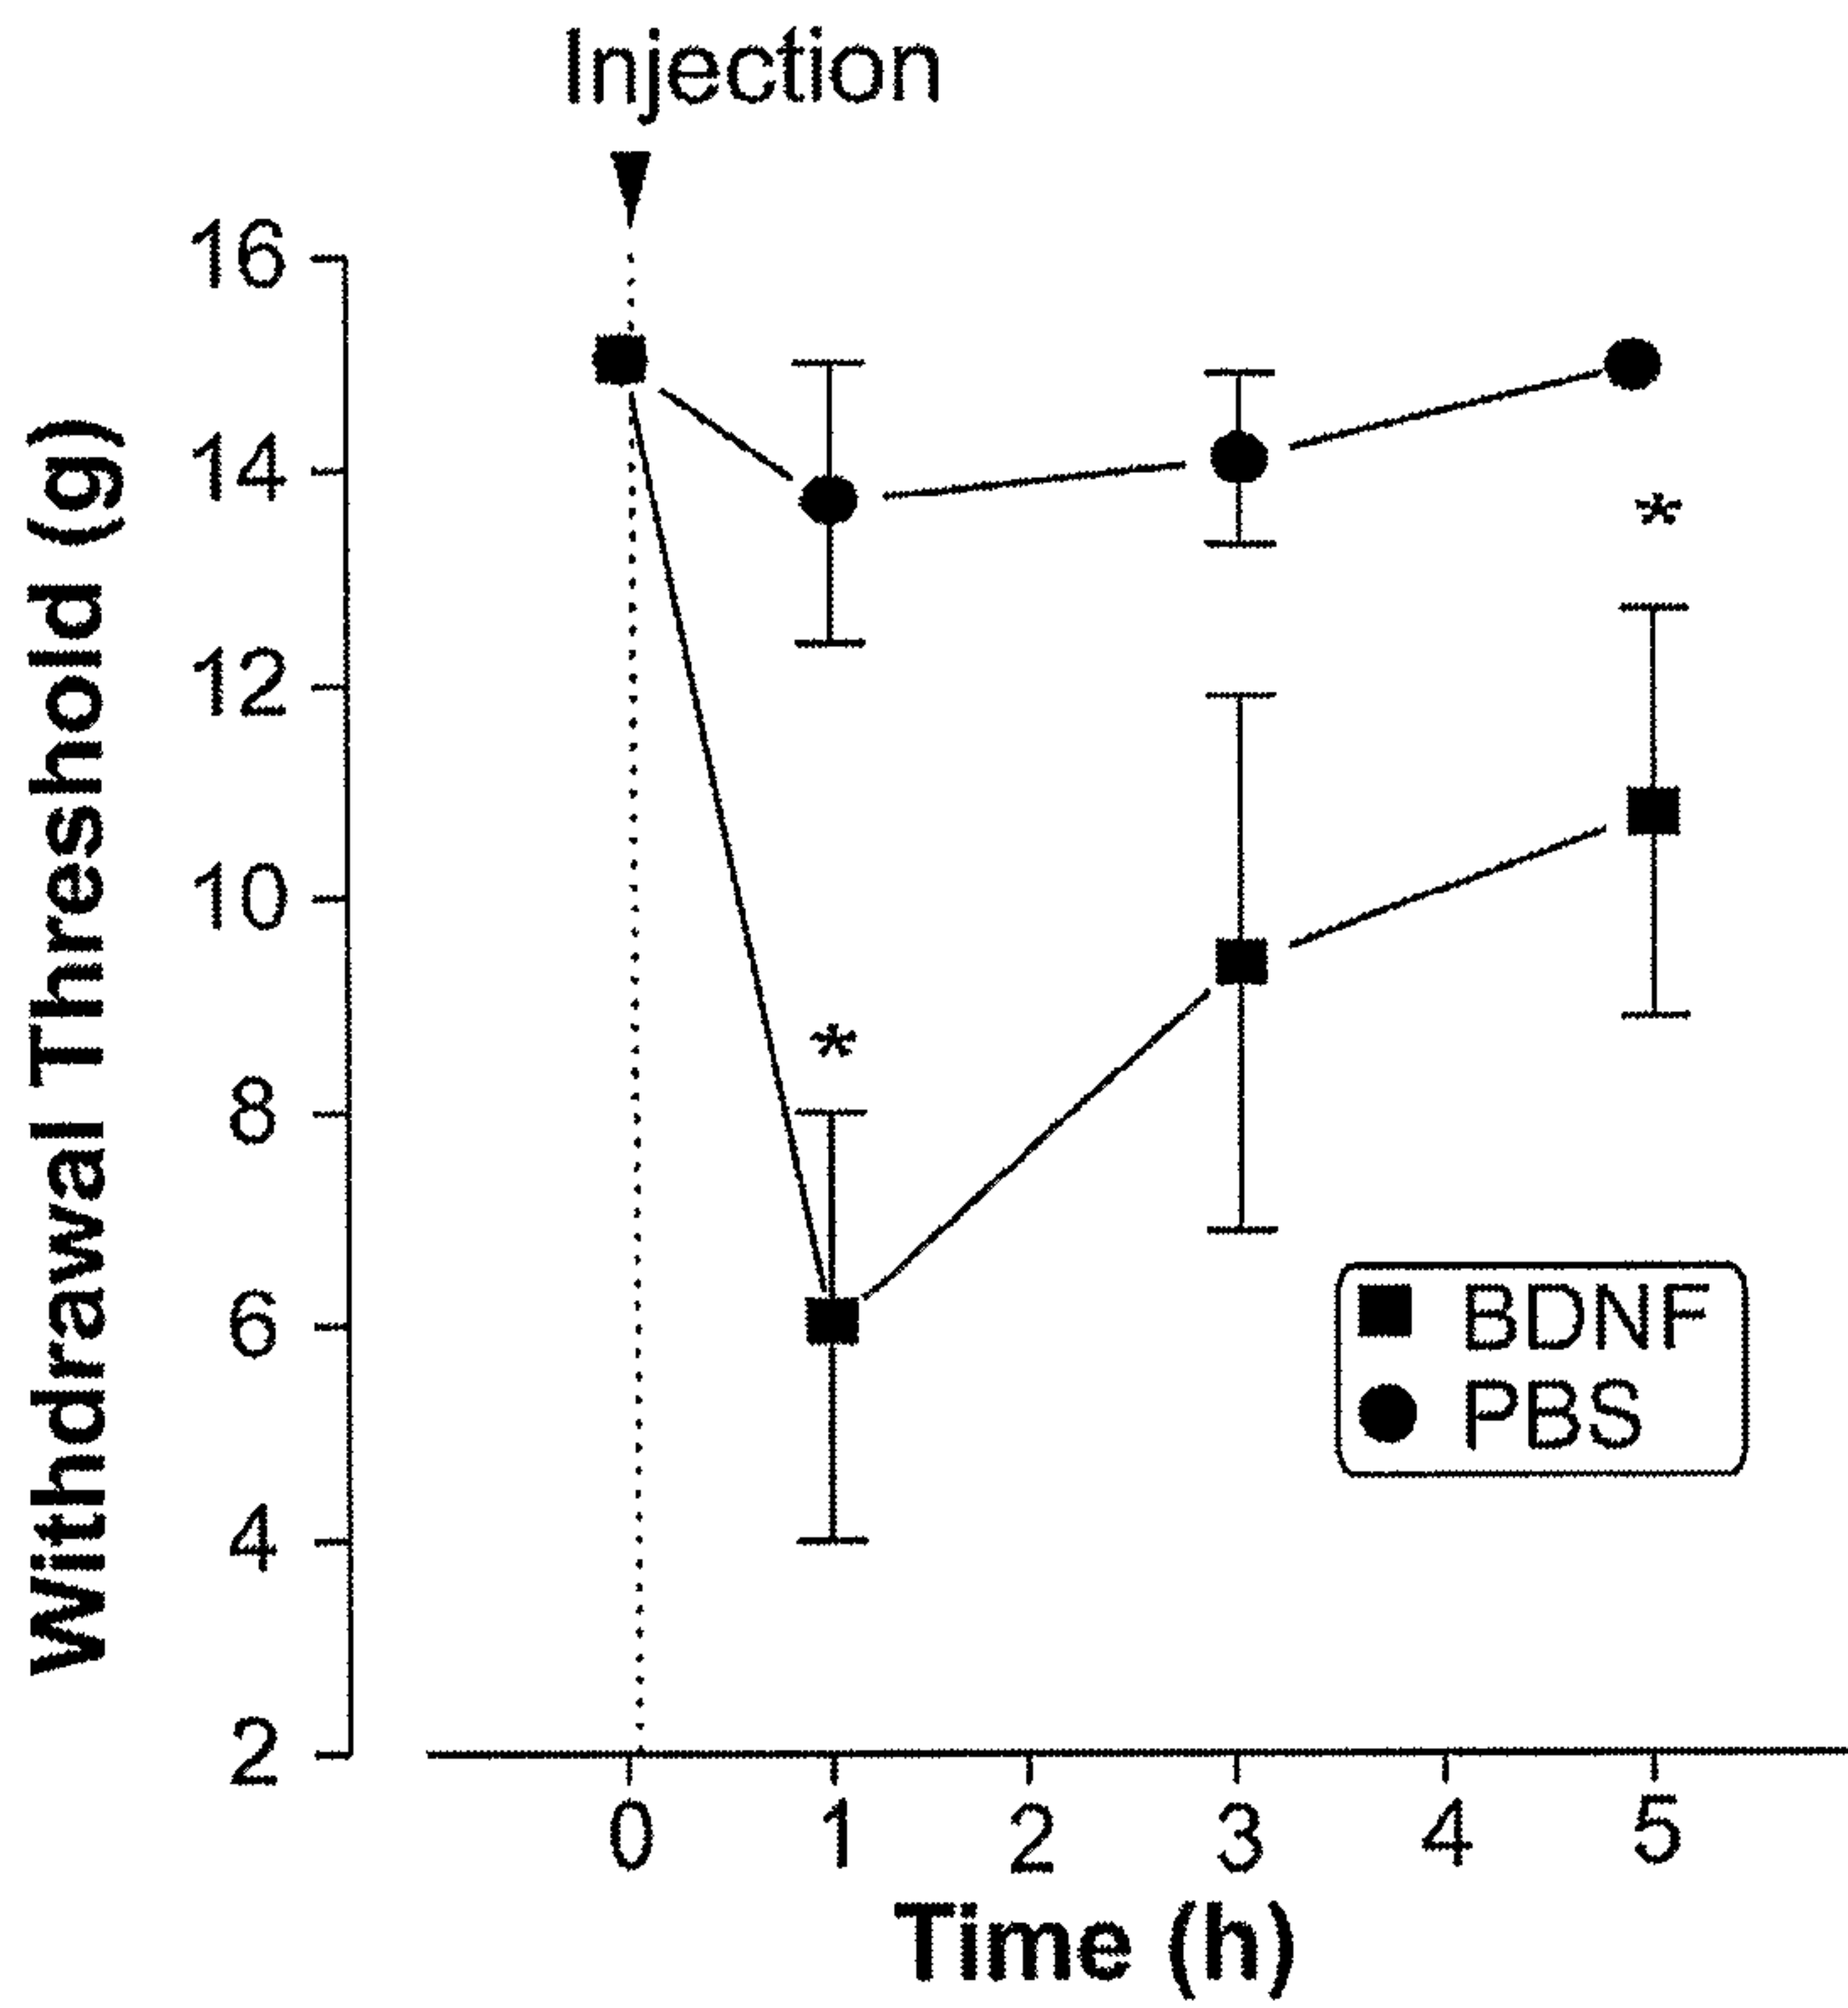 Injection
Withdrawal Threshold (g)
16
14
12
10
8
6
4
2
*
*
BDNF
PBS
0 1 2 3 4 5
Time (h)